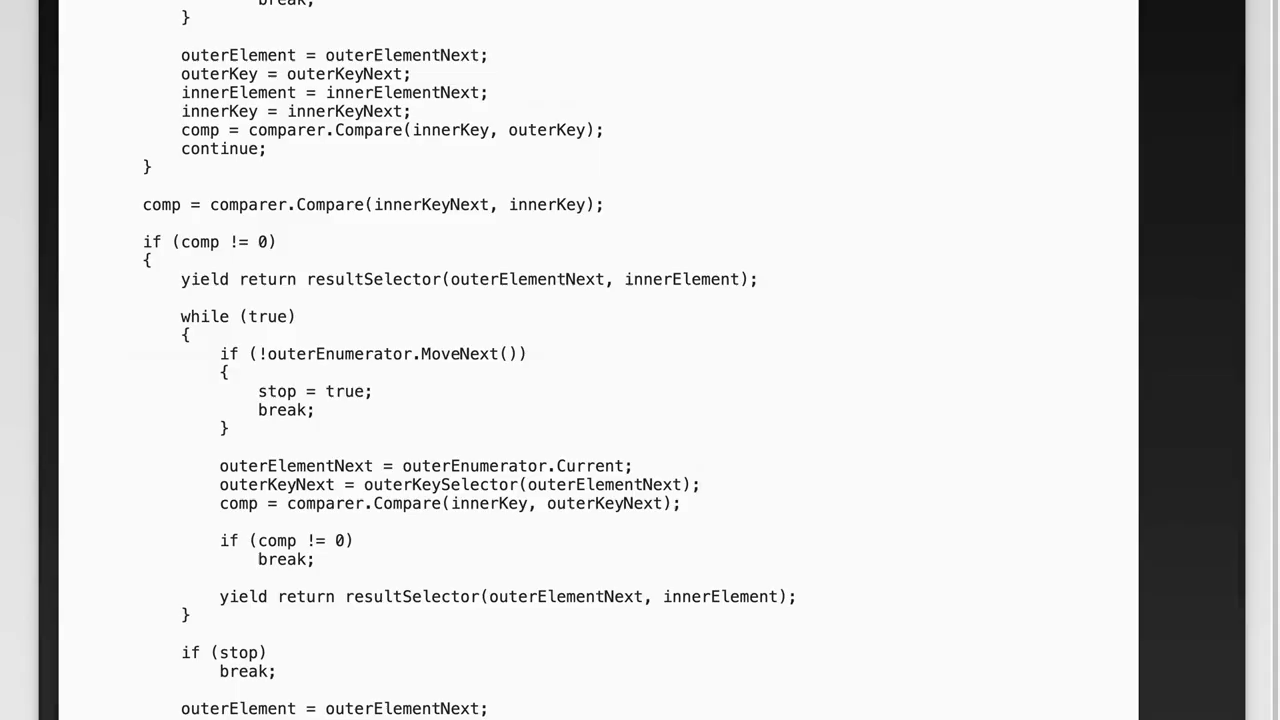 break;
}
outerElement = outerElementNext;
outerKey = outerKeyNext;
innerElement = innerElementNext;
innerKey = innerKeyNext;
comp = comparer.Compare(innerKey, outerKey);
continue;
}
comp = comparer.Compare(innerKeyNext, innerKey);
if (comp != 0)
{
yield return resultSelector(outerElementNext, innerElement);
while (true)
{
if (!outerEnumerator.MoveNext())
{
stop = true;
break;
}
outerElementNext = outerEnumerator.Current;
outerKeyNext = outerKeySelector(outerElementNext);
comp = comparer.Compare(innerKey, outerKeyNext);
if (comp != 0)
break;
yield return resultSelector(outerElementNext, innerElement);
}
if (stop)
break;
outerElement = outerElementNext;